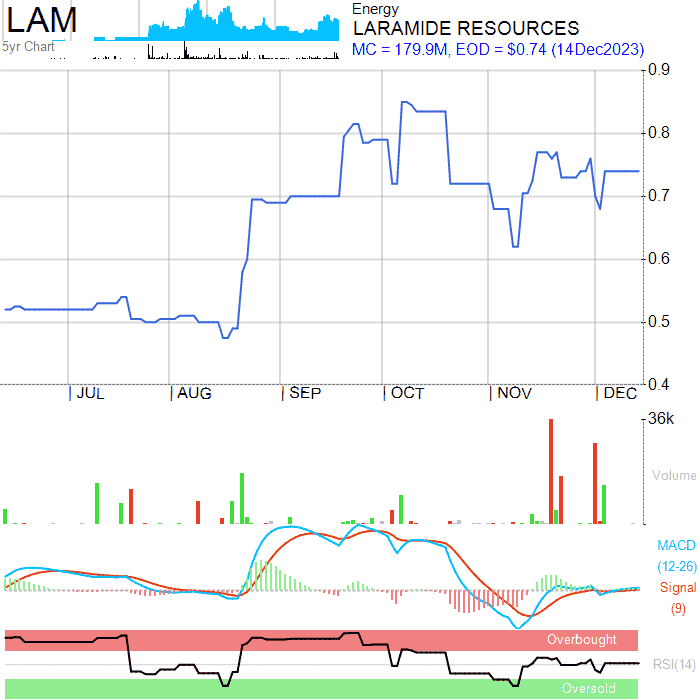 LAM
5yr Chart
Energy
LARAMIDE RESOURCES
MC = 179.9M, EOD = $0.74 (14Dec2023)
0.9
0.8
0.7
0.6
0.5
0.4
JUL
AUG
SEP
OCT
NOV
DEC
36k
Volume
MACD
(12-26)
Signal
(9)
Overbought
RSI(14)
Oversold